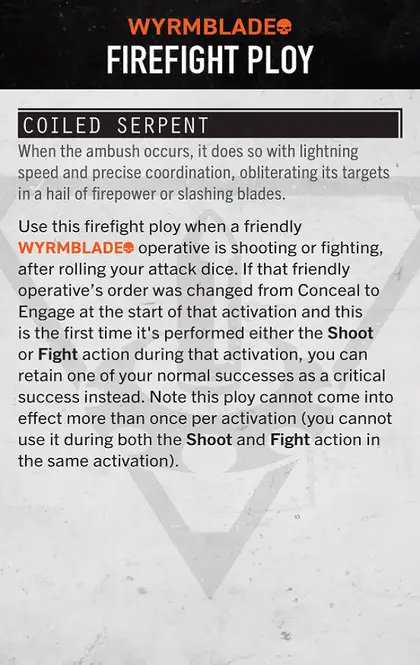 WYRMBLADE
FIREFIGHT PLOY
COILED SERPENT
When the ambush occurs, it does so with lightning
speed and precise coordination, obliterating its targets
in a hail of firepower or slashing blades.
Use this firefight ploy when a friendly
WYRMBLADE operative is shooting or fighting,
after rolling your attack dice. If that friendly
operative’s order was changed from Conceal to
Engage at the start of that activation and this
is the first time it's performed either the Shoot
or Fight action during that activation, you can
retain one of your normal successes as a critical
success instead. Note this ploy cannot come into
effect more than once per activation (you cannot
use it during both the Shoot and Fight action in
the same activation).